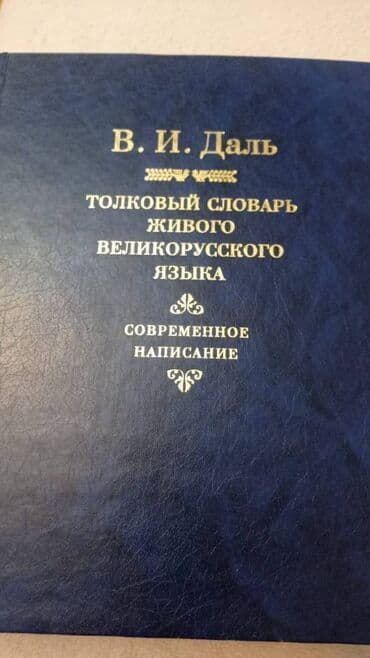 В. И. Даль
ТОЛКОВЫЙ СЛОВАРЬ
ЖИВОГО
ВЕЛИКОРУССКОГО
ЯЗЫКА
СОВРЕМЕННОЕ
НАПИСАНИЕ